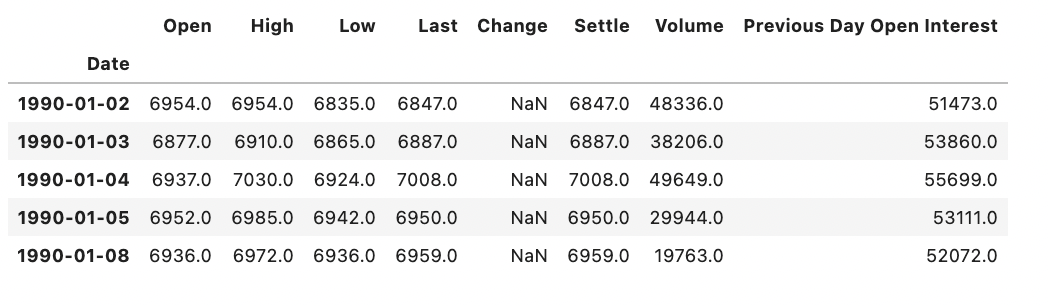 Open High Low Last Change Settle Volume Previous Day Open Interest
Date
1990-01-02 6954.0 6954.0 6835.0 6847.0 NaN 6847.0 48336.0 51473.0
1990-01-03 6877.0 6910.0 6865.0 6887.0 NaN 6887.0 38206.0 53860.0
1990-01-04 6937.0 7030.0 6924.0 7008.0 NaN 7008.0 49649.0 55699.0
1990-01-05 6952.0 6985.0 6942.0 6950.0 NaN 6950.0 29944.0 53111.0
1990-01-08 6936.0 6972.0 6936.0 6959.0 NaN 6959.0 19763.0 52072.0